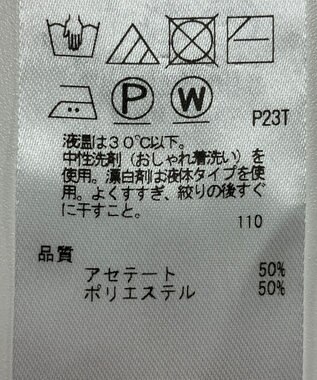 P W
P23T
液温は30℃以下。
中性洗剤（おしゃれ着洗い）を
使用。漂白剤は液体タイプを使
用。よくすすぎ、絞りの後すぐ
に干すこと。
110
品質
アセテート 50%
ポリエステル 50%